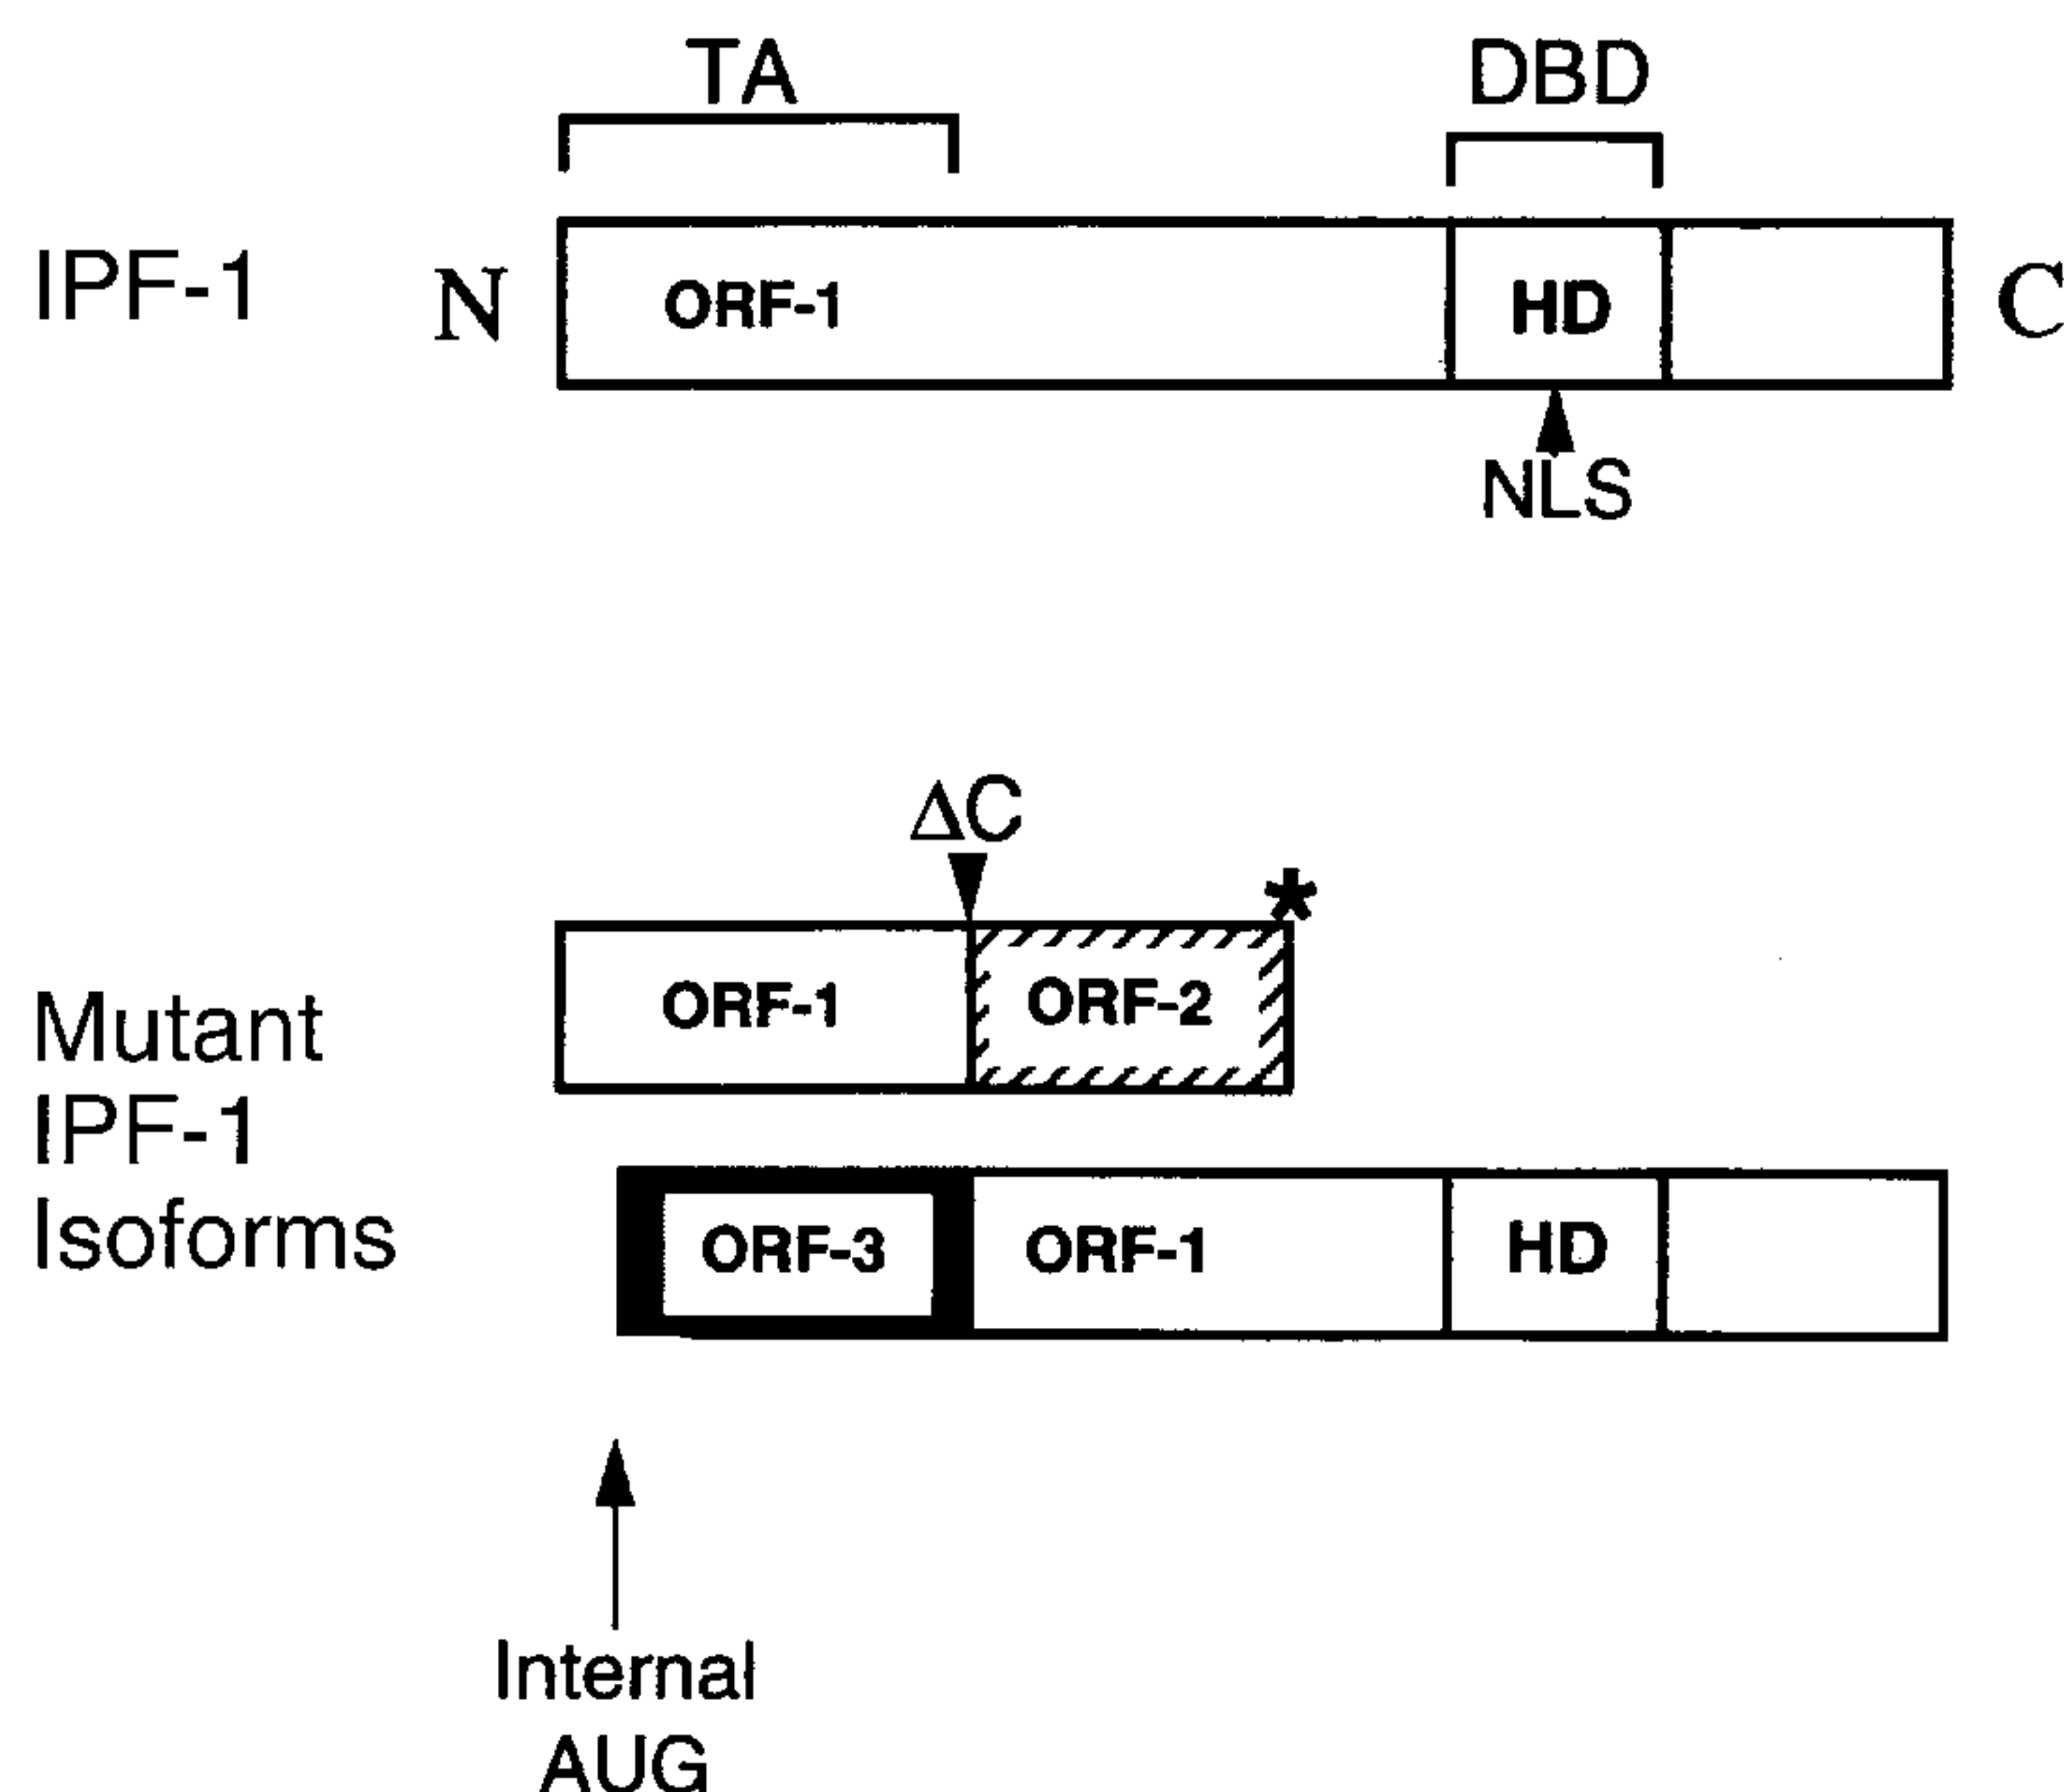 TA
DBD
IPF-1
N
ORF-1
HD
C
NLS
ΔC
*
ORF-1
ORF-2
Mutant
IPF-1
Isoforms
ORF-3
ORF-1
HD
Internal
AUG